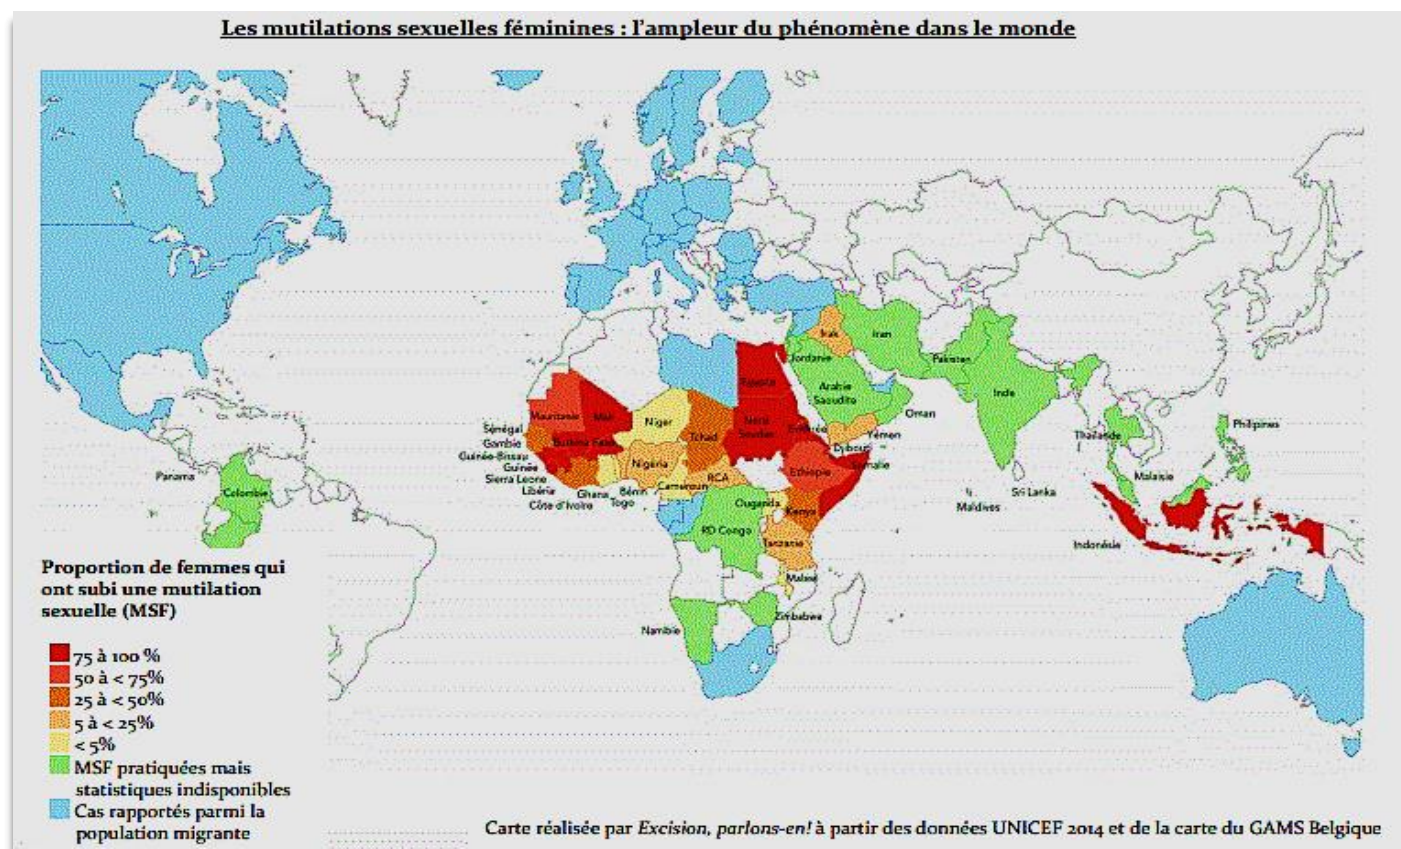 Les mutilations sexuelles féminines : l'ampleur du phénomène dans le monde
Irak
Iran
Jordanie
Pakistan
Egypte
Arabie
Saoudite
Inde
Oman
Mauritanie
Mali
Niger
Tchad
Nord
Soudan
Erythrée
Yémen
Sénégal
Gambie
Burkina Faso
Djibouti
Thaïlande
Philipines
Guinée-Bissau
Nigeria
Ethiopie
Somalie
Guinée
Sierra Leone
RCA
Malaisie
Panama
Colombie
Libéria
Ghana
Bénin
Cameroun
Sri Lanka
Côte d'Ivoire
Togo
Ouganda
Kenya
Maldives
RD Congo
Tanzanie
Indonésie
Malawi
Zimbabwe
Namibie
Proportion de femmes qui
ont subi une mutilation
sexuelle (MSF)
75 à 100 %
50 à < 75%
25 à < 50%
5 à < 25%
< 5%
MSF pratiquées mais
statistiques indisponibles
Cas rapportés parmi la
population migrante
Carte réalisée par Excision, parlons-en! à partir des données UNICEF 2014 et de la carte du GAMS Belgique